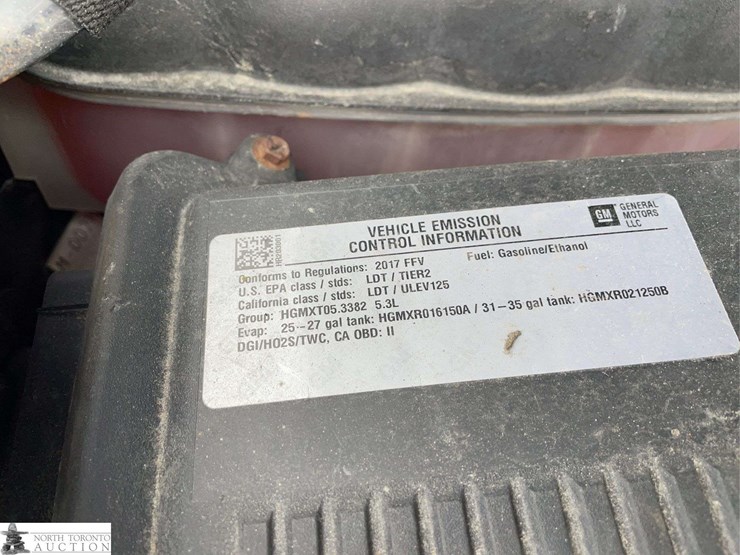 VEHICLE EMISSION
CONTROL INFORMATION
GM GENERAL
MOTORS
LLC
Conforms to Regulations: 2017 FFV Fuel: Gasoline/Ethanol
U.S. EPA class / stds: LDT / TIER2
California class / stds: LDT / ULEV125
Group: HGMXT05.3382 5.3L
Evap: 25--27 gal tank: HGMXR016150A / 31-35 gal tank: HGMXR021250B
DGI/HO2S/TWC, CA OBD: II
NORTH TORONTO
AUCTION